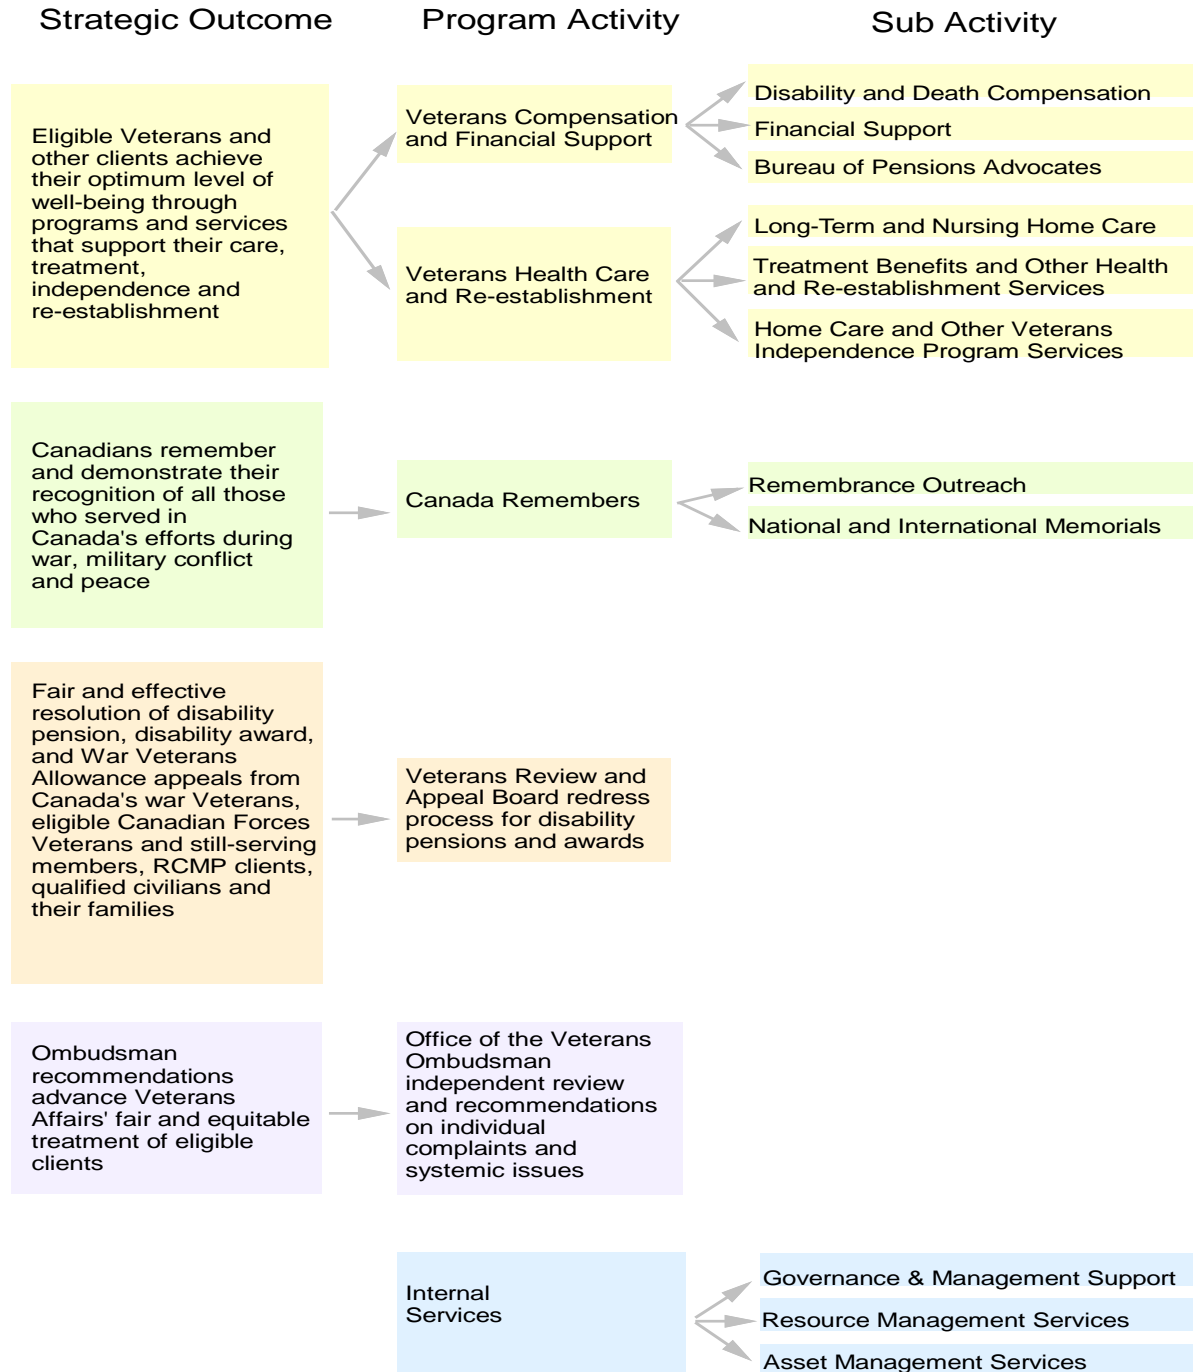 Strategic Outcome
Program Activity
Sub Activity
Eligible Veterans and
other clients achieve
their optimum level of
well-being through
programs and services
that support their care,
treatment,
independence and
re-establishment
Veterans Compensation
and Financial Support
Disability and Death Compensation
Financial Support
Bureau of Pensions Advocates
Veterans Health Care
and Re-establishment
Long-Term and Nursing Home Care
Treatment Benefits and Other Health
and Re-establishment Services
Home Care and Other Veterans
Independence Program Services
Canadians remember
and demonstrate their
recognition of all those
who served in
Canada's efforts during
war, military conflict
and peace
Canada Remembers
Remembrance Outreach
National and International Memorials
Fair and effective
resolution of disability
pension, disability award,
and War Veterans
Allowance appeals from
Canada's war Veterans,
eligible Canadian Forces
Veterans and still-serving
members, RCMP clients,
qualified civilians and
their families
Veterans Review and
Appeal Board redress
process for disability
pensions and awards
Ombudsman
recommendations
advance Veterans
Affairs' fair and equitable
treatment of eligible
clients
Office of the Veterans
Ombudsman
independent review
and recommendations
on individual
complaints and
systemic issues
Internal
Services
Governance & Management Support
Resource Management Services
Asset Management Services